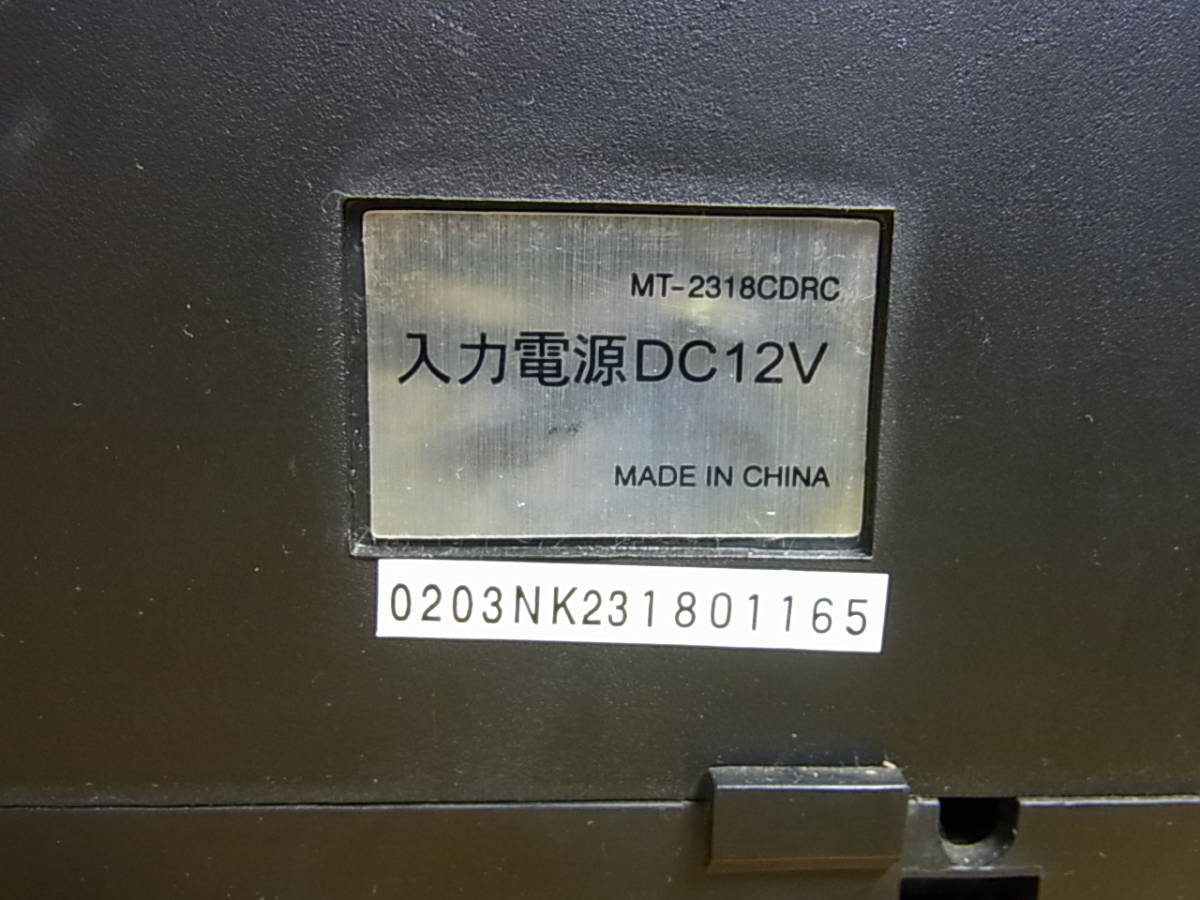 MT-2318CDRC
入力電源DC12V
MADE IN CHINA
0203NK231801165